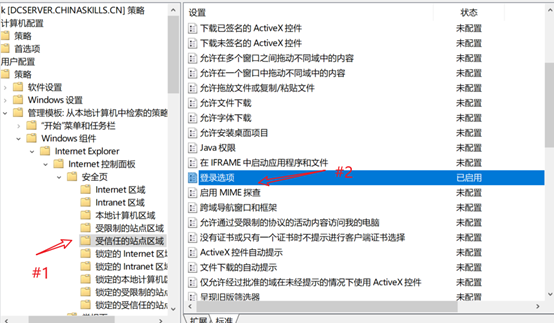 k [DCSERVER.CHINASKILLS.CN] 策略
计算机配置
策略
首选项
用户配置
策略
软件设置
Windows 设置
管理模板: 从本地计算机中检索的策略
"开始"菜单和任务栏
Windows 组件
Internet Explorer
Internet 控制面板
安全页
Internet 区域
Intranet 区域
本地计算机区域
受限制的站点区域
受信任的站点区域
锁定的 Internet 区域
锁定的 Intranet 区域
锁定的本地计算机区
锁定的受限制的站点
锁定的受信任的站点
#1
设置 状态
下载已签名的 ActiveX 控件 未配置
下载未签名的 ActiveX 控件 未配置
允许在多个窗口之间拖动不同域中的内容 未配置
允许在一个窗口中拖动不同域中的内容 未配置
允许拖放文件或复制/粘贴文件 未配置
允许文件下载 未配置
允许字体下载 未配置
允许安装桌面项目 未配置
Java 权限 未配置
在 IFRAME 中启动应用程序和文件 未配置
#2
登录选项 已启用
启用 MIME 探查 未配置
跨域导航窗口和框架 未配置
允许通过受限制的协议的活动内容访问我的电脑 未配置
没有证书或只有一个证书时不提示进行客户端证书选择 未配置
ActiveX 控件自动提示 未配置
文件下载的自动提示 未配置
仅允许经过批准的域在未经提示的情况下使用 ActiveX 控件 未配置
呈现旧版筛选器 未配置
扩展 标准